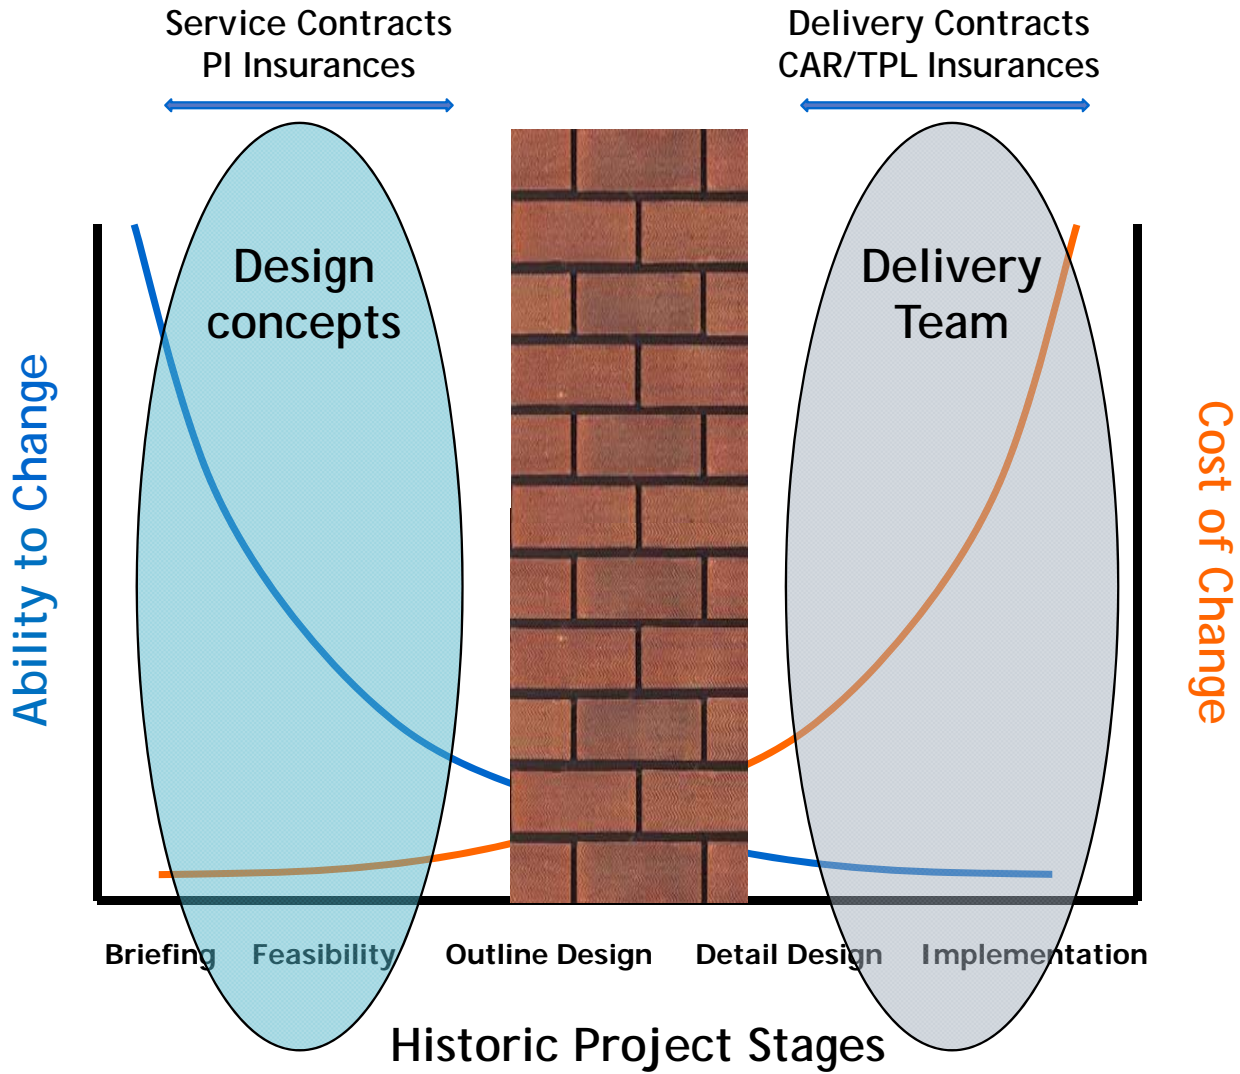 Service Contracts
PI Insurances
Delivery Contracts
CAR/TPL Insurances
Design
concepts
Delivery
Team
Ability to Change
Cost of Change
Briefing Feasibility Outline Design Detail Design Implementation
Historic Project Stages